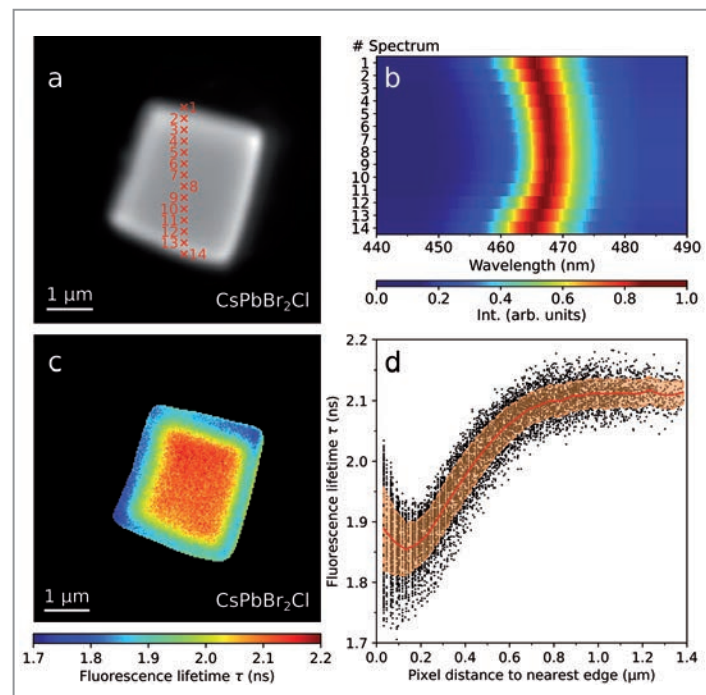 a
1
2
3
4
5
6
7
8
9
10
11
12
13
14
1 μm
CsPbBr₂Cl
# Spectrum
b
1
2
3
4
5
6
7
8
9
10
11
12
13
14
440 450 460 470 480 490
Wavelength (nm)
0.0 0.2 0.4 0.6 0.8 1.0
Int. (arb. units)
c
1 μm
CsPbBr₂Cl
1.7 1.8 1.9 2.0 2.1 2.2
Fluorescence lifetime τ (ns)
d
Fluorescence lifetime τ (ns)
2.2
2.1
2.0
1.9
1.8
1.7
0.0 0.2 0.4 0.6 0.8 1.0 1.2 1.4
Pixel distance to nearest edge (μm)